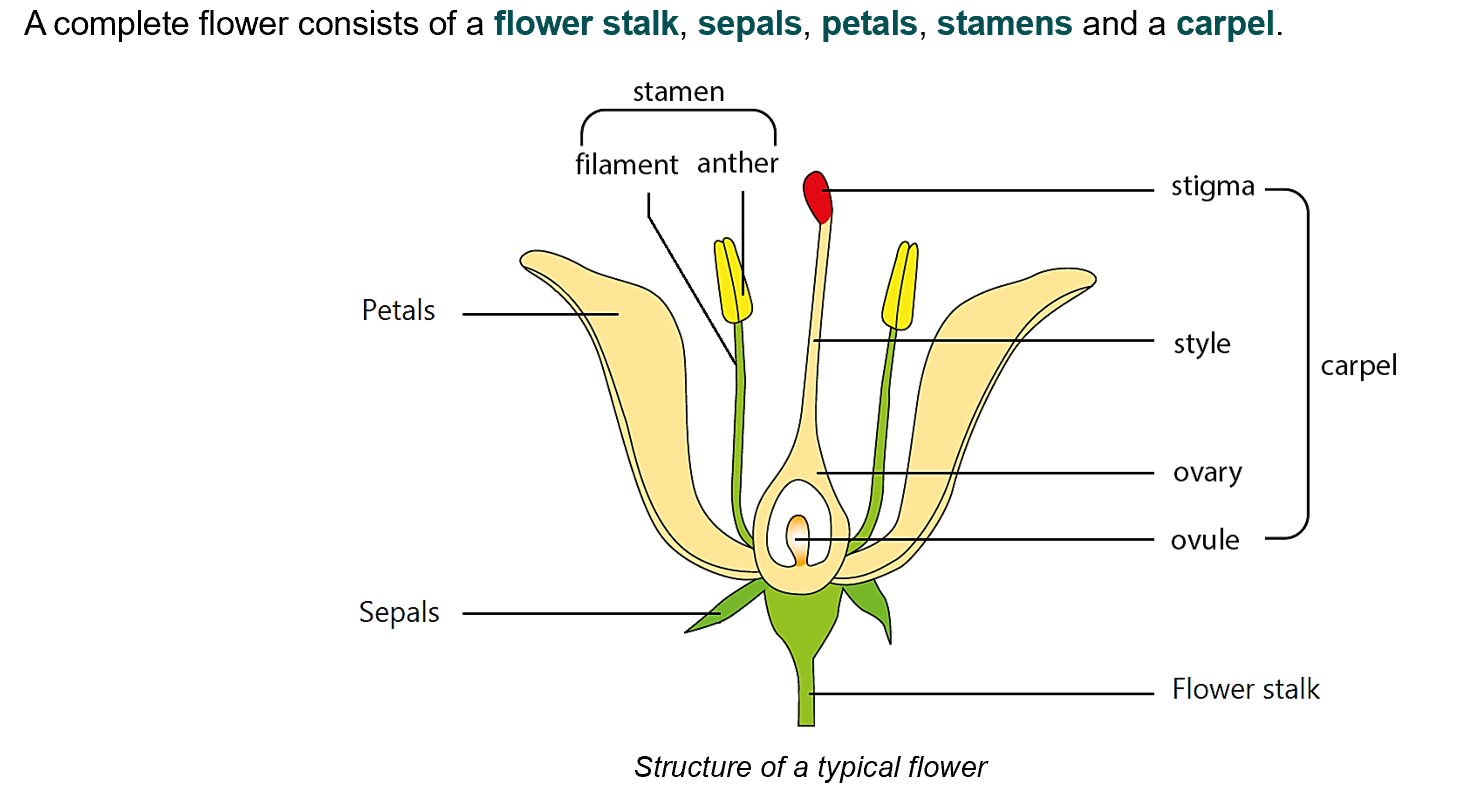 A complete flower consists of a flower stalk, sepals, petals, stamens and a carpel.
stamen
filament anther
stigma
Petals
style
carpel
ovary
ovule
Sepals
Flower stalk
Structure of a typical flower